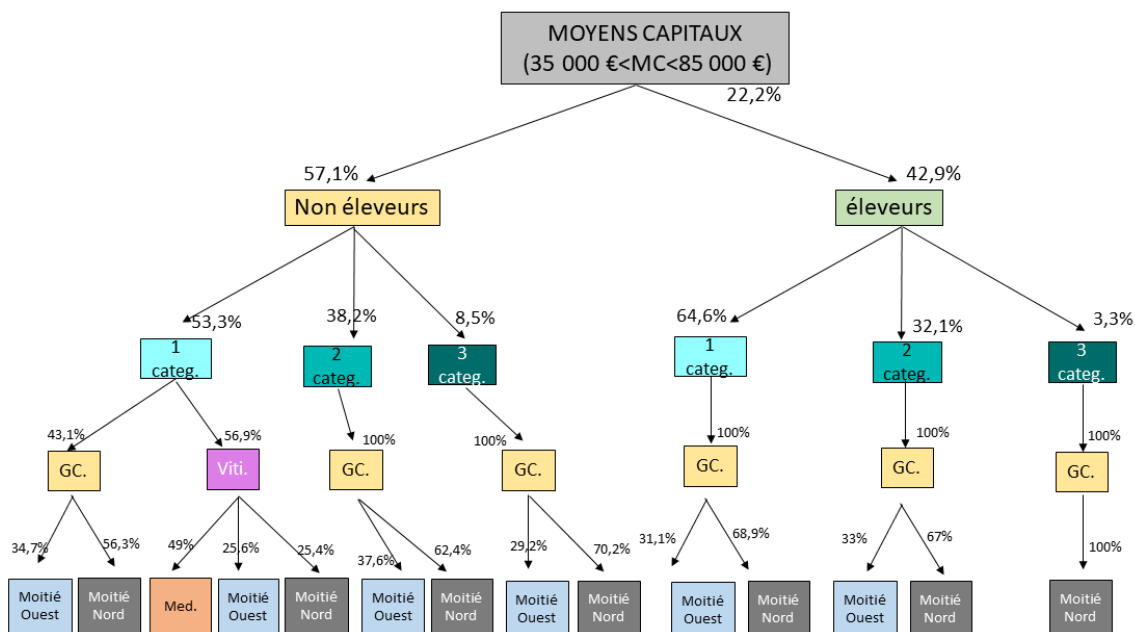 MOYENS CAPITAUX
(35 000 €<MC<85 000 €)
22,2%
57,1%
42,9%
Non éleveurs
éleveurs
53,3%
38,2%
8,5%
64,6%
32,1%
3,3%
1
categ.
2
categ.
3
categ.
1
categ.
2
categ.
3
categ.
43,1%
56,9%
100%
100%
100%
100%
100%
GC.
Viti.
GC.
GC.
GC.
GC.
GC.
34,7%
56,3%
49%
25,6%
25,4%
37,6%
62,4%
29,2%
70,2%
31,1%
68,9%
33%
67%
100%
Moitié
Ouest
Moitié
Nord
Med.
Moitié
Ouest
Moitié
Nord
Moitié
Ouest
Moitié
Nord
Moitié
Ouest
Moitié
Nord
Moitié
Ouest
Moitié
Nord
Moitié
Ouest
Moitié
Nord
Moitié
Nord